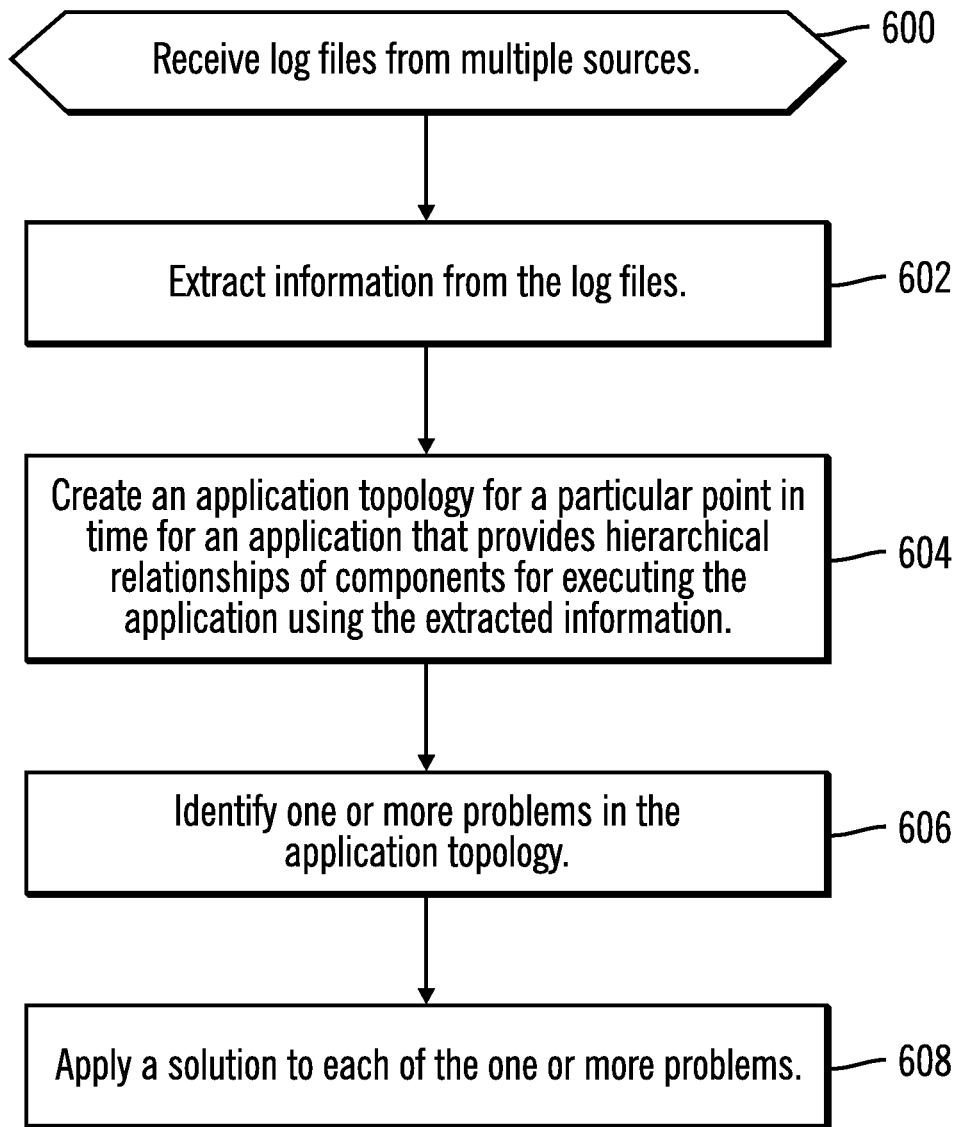 Receive log files from multiple sources.
600
Extract information from the log files.
602
Create an application topology for a particular point in
time for an application that provides hierarchical
relationships of components for executing the
application using the extracted information.
604
Identify one or more problems in the
application topology.
606
Apply a solution to each of the one or more problems.
608